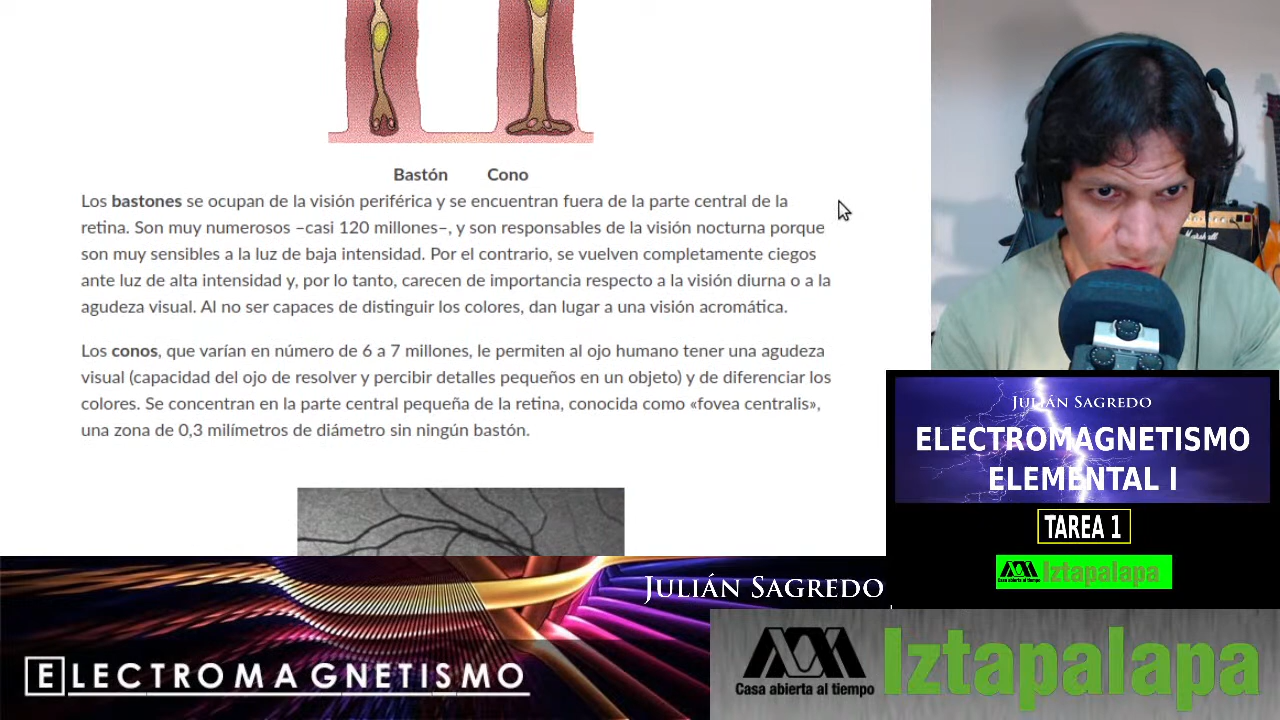 Bastón Cono
Los bastones se ocupan de la visión periférica y se encuentran fuera de la parte central de la
retina. Son muy numerosos –casi 120 millones–, y son responsables de la visión nocturna porque
son muy sensibles a la luz de baja intensidad. Por el contrario, se vuelven completamente ciegos
ante luz de alta intensidad y, por lo tanto, carecen de importancia respecto a la visión diurna o a la
agudeza visual. Al no ser capaces de distinguir los colores, dan lugar a una visión acromática.
Los conos, que varían en número de 6 a 7 millones, le permiten al ojo humano tener una agudeza
visual (capacidad del ojo de resolver y percibir detalles pequeños en un objeto) y de diferenciar los
colores. Se concentran en la parte central pequeña de la retina, conocida como «fovea centralis»,
una zona de 0,3 milímetros de diámetro sin ningún bastón.
Marshall
zoom
JULIÁN SAGREDO
ELECTROMAGNETISMO
ELEMENTAL I
TAREA 1
Casa abierta al tiempo Iztapalapa
JULIÁN SAGREDO
ELECTROMAGNETISMO
Casa abierta al tiempo Iztapalapa